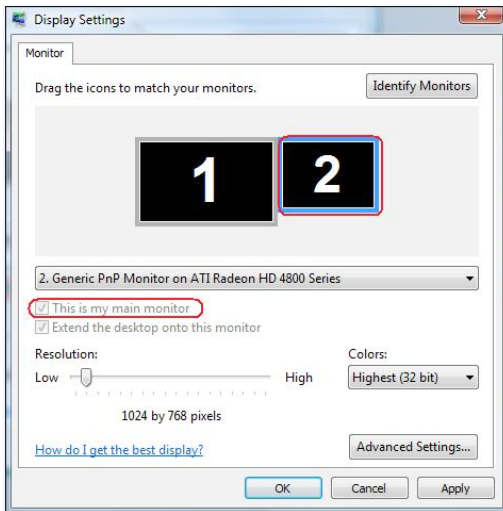 Display Settings
Monitor
Drag the icons to match your monitors.
Identify Monitors
1 2
2. Generic PnP Monitor on ATI Radeon HD 4800 Series
This is my main monitor
Extend the desktop onto this monitor
Resolution:
Colors:
Low High
Highest (32 bit)
1024 by 768 pixels
How do I get the best display?
Advanced Settings...
OK Cancel Apply